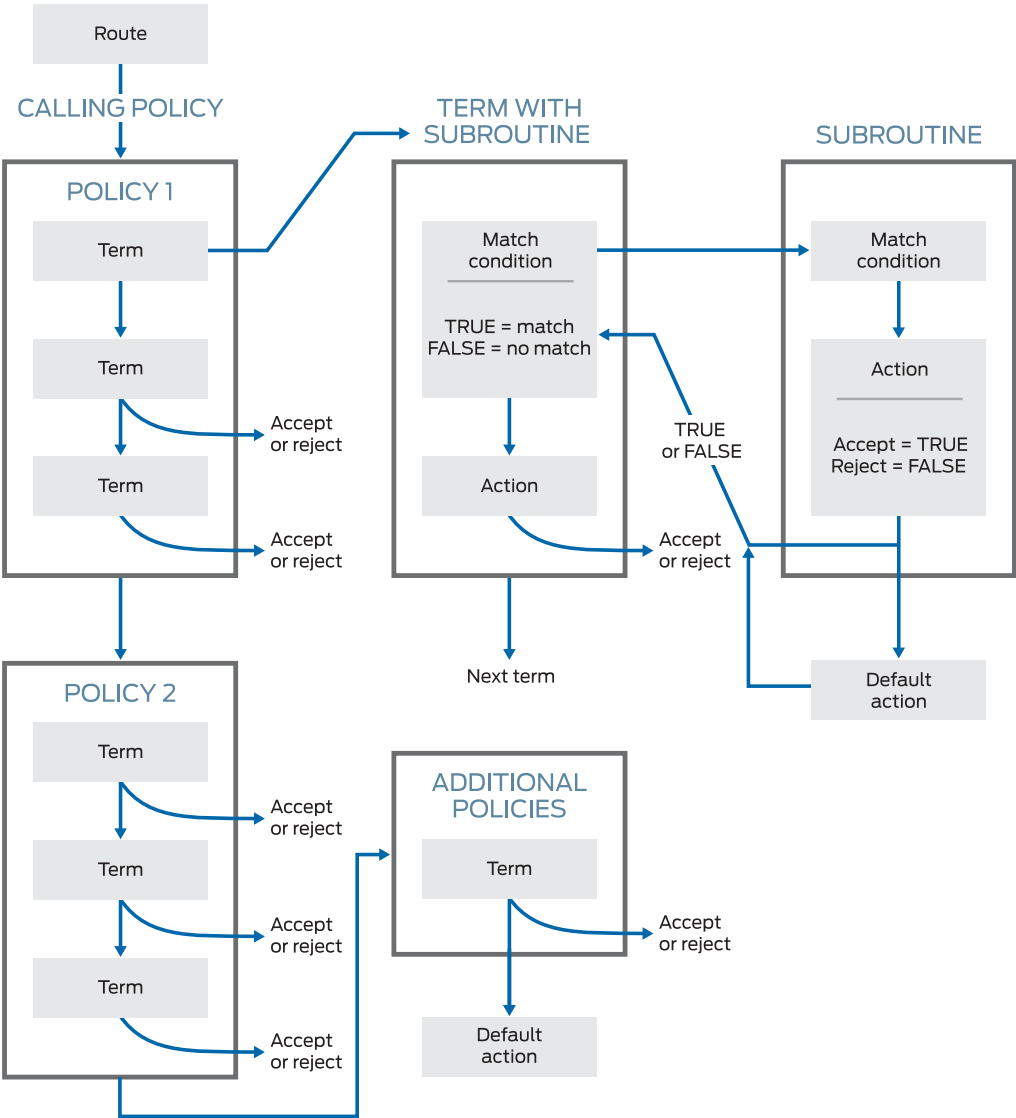 Route
CALLING POLICY
POLICY 1
Term
Term
Accept
or reject
Term
Accept
or reject
TERM WITH
SUBROUTINE
Match
condition
TRUE = match
FALSE = no match
Action
Accept
or reject
Next term
TRUE
or FALSE
SUBROUTINE
Match
condition
Action
Accept = TRUE
Reject = FALSE
Default
action
POLICY 2
Term
Accept
or reject
Term
Accept
or reject
Term
Accept
or reject
ADDITIONAL
POLICIES
Term
Accept
or reject
Default
action